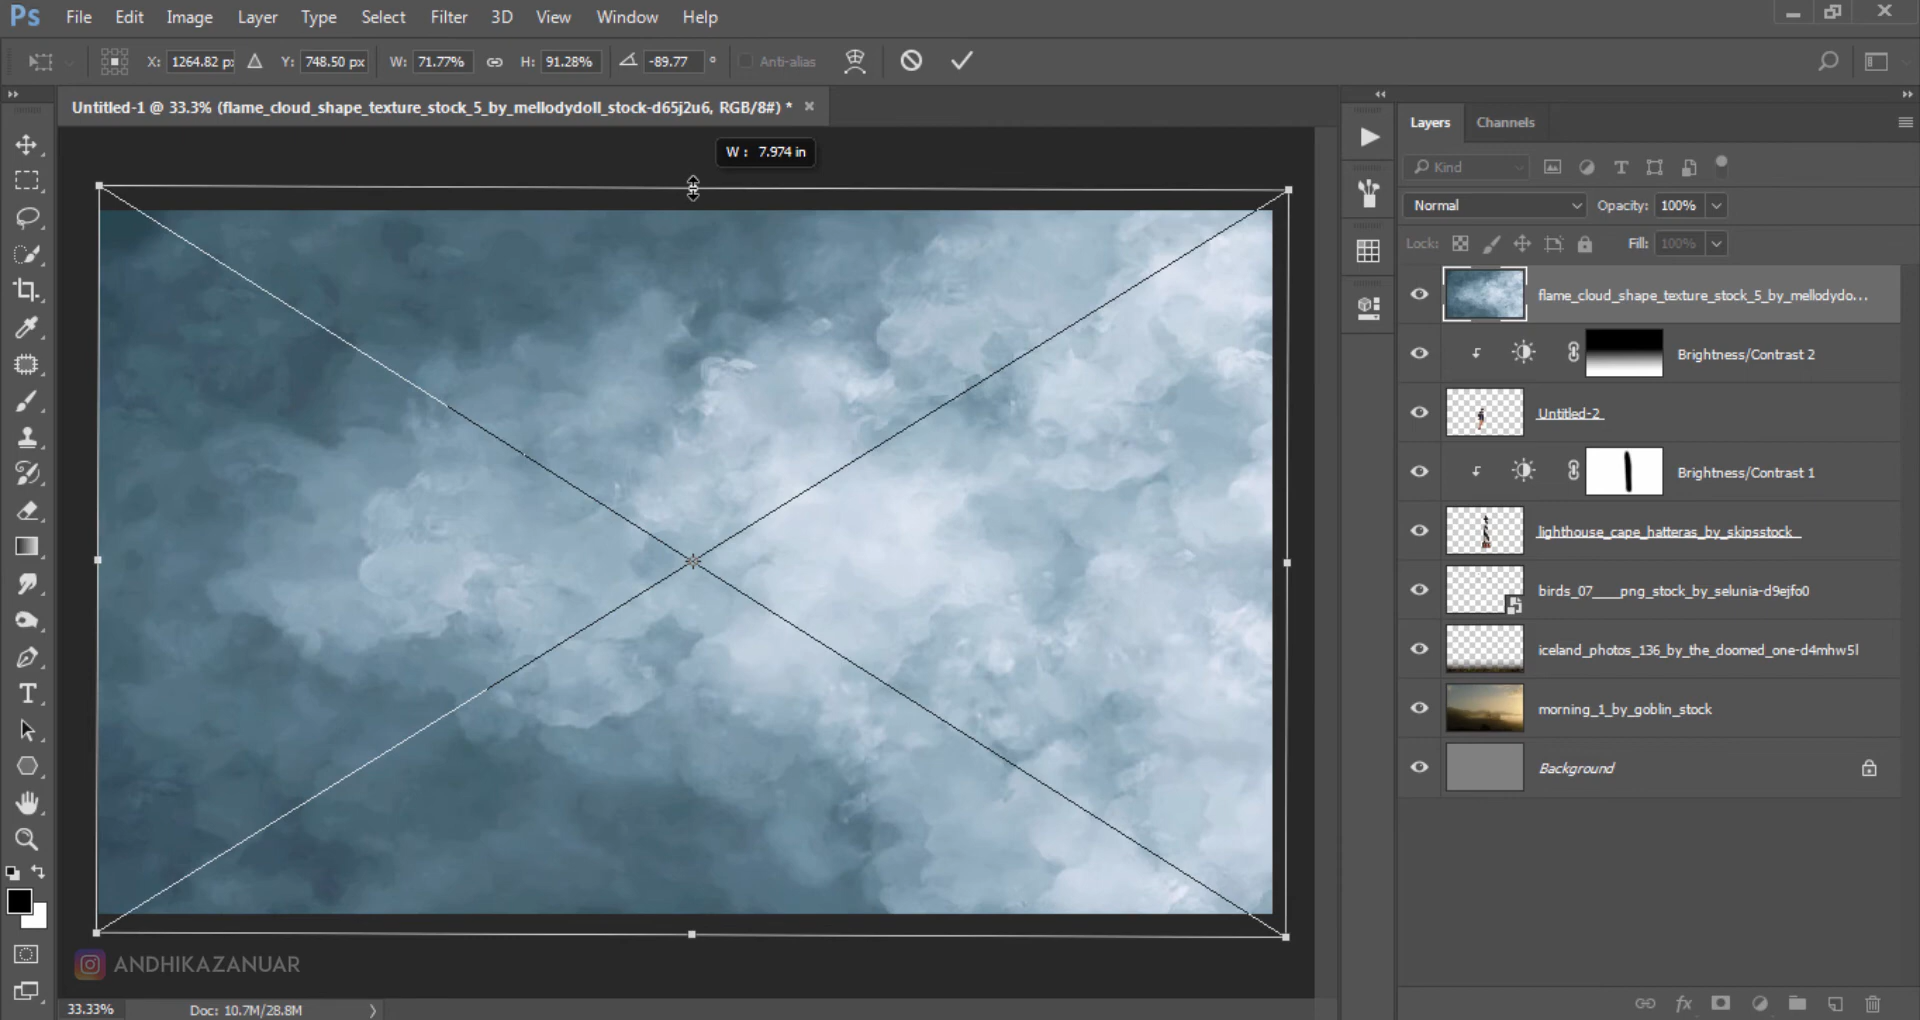 Ps File Edit Image Layer Type Select Filter 3D View Window Help
X: 1264.82 px Y: 748.50 px W: 71.77% H: 91.28% -89.77 ° Anti-alias
Untitled-1 @ 33.3% (flame_cloud_shape_texture_stock_5_by_mellodydoll_stock-d65j2u6, RGB/8#) * ×
W : 7.974 in
Layers Channels
Kind
Normal Opacity: 100%
Lock: Fill: 100%
flame_cloud_shape_texture_stock_5_by_mellodydo...
Brightness/Contrast 2
Untitled-2
Brightness/Contrast 1
lighthouse_cape_hatteras_by_skipsstock
birds_07___png_stock_by_selunia-d9ejfo0
iceland_photos_136_by_the_doomed_one-d4mhw5l
morning_1_by_goblin_stock
Background
ANDHIKAZANUAR
33.33% Doc: 10.7M/28.8M
fx